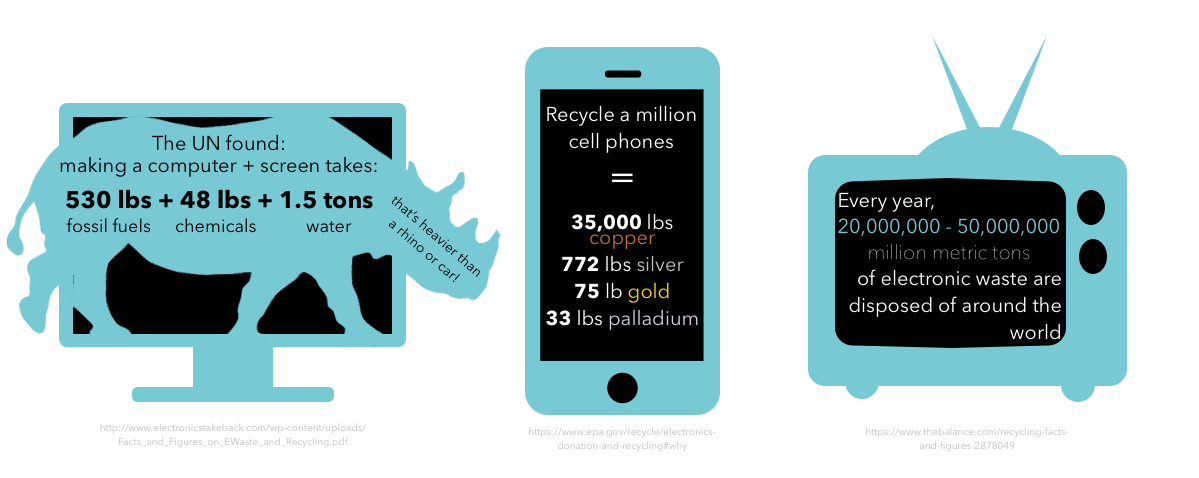 The UN found:
making a computer + screen takes:
530 lbs + 48 lbs + 1.5 tons
fossil fuels chemicals water
that's heavier than
a rhino or car!
http://www.electronicstakeback.com/wp-content/uploads/
Facts_and_Figures_on_EWaste_and_Recycling.pdf
Recycle a million
cell phones
=
35,000 lbs
copper
772 lbs silver
75 lb gold
33 lbs palladium
https://www.epa.gov/recycle/electronics-
donation-and-recycling#why
Every year,
20,000,000 - 50,000,000
million metric tons
of electronic waste are
disposed of around the
world
https://www.thebalance.com/recycling-facts-
and-figures-2878049